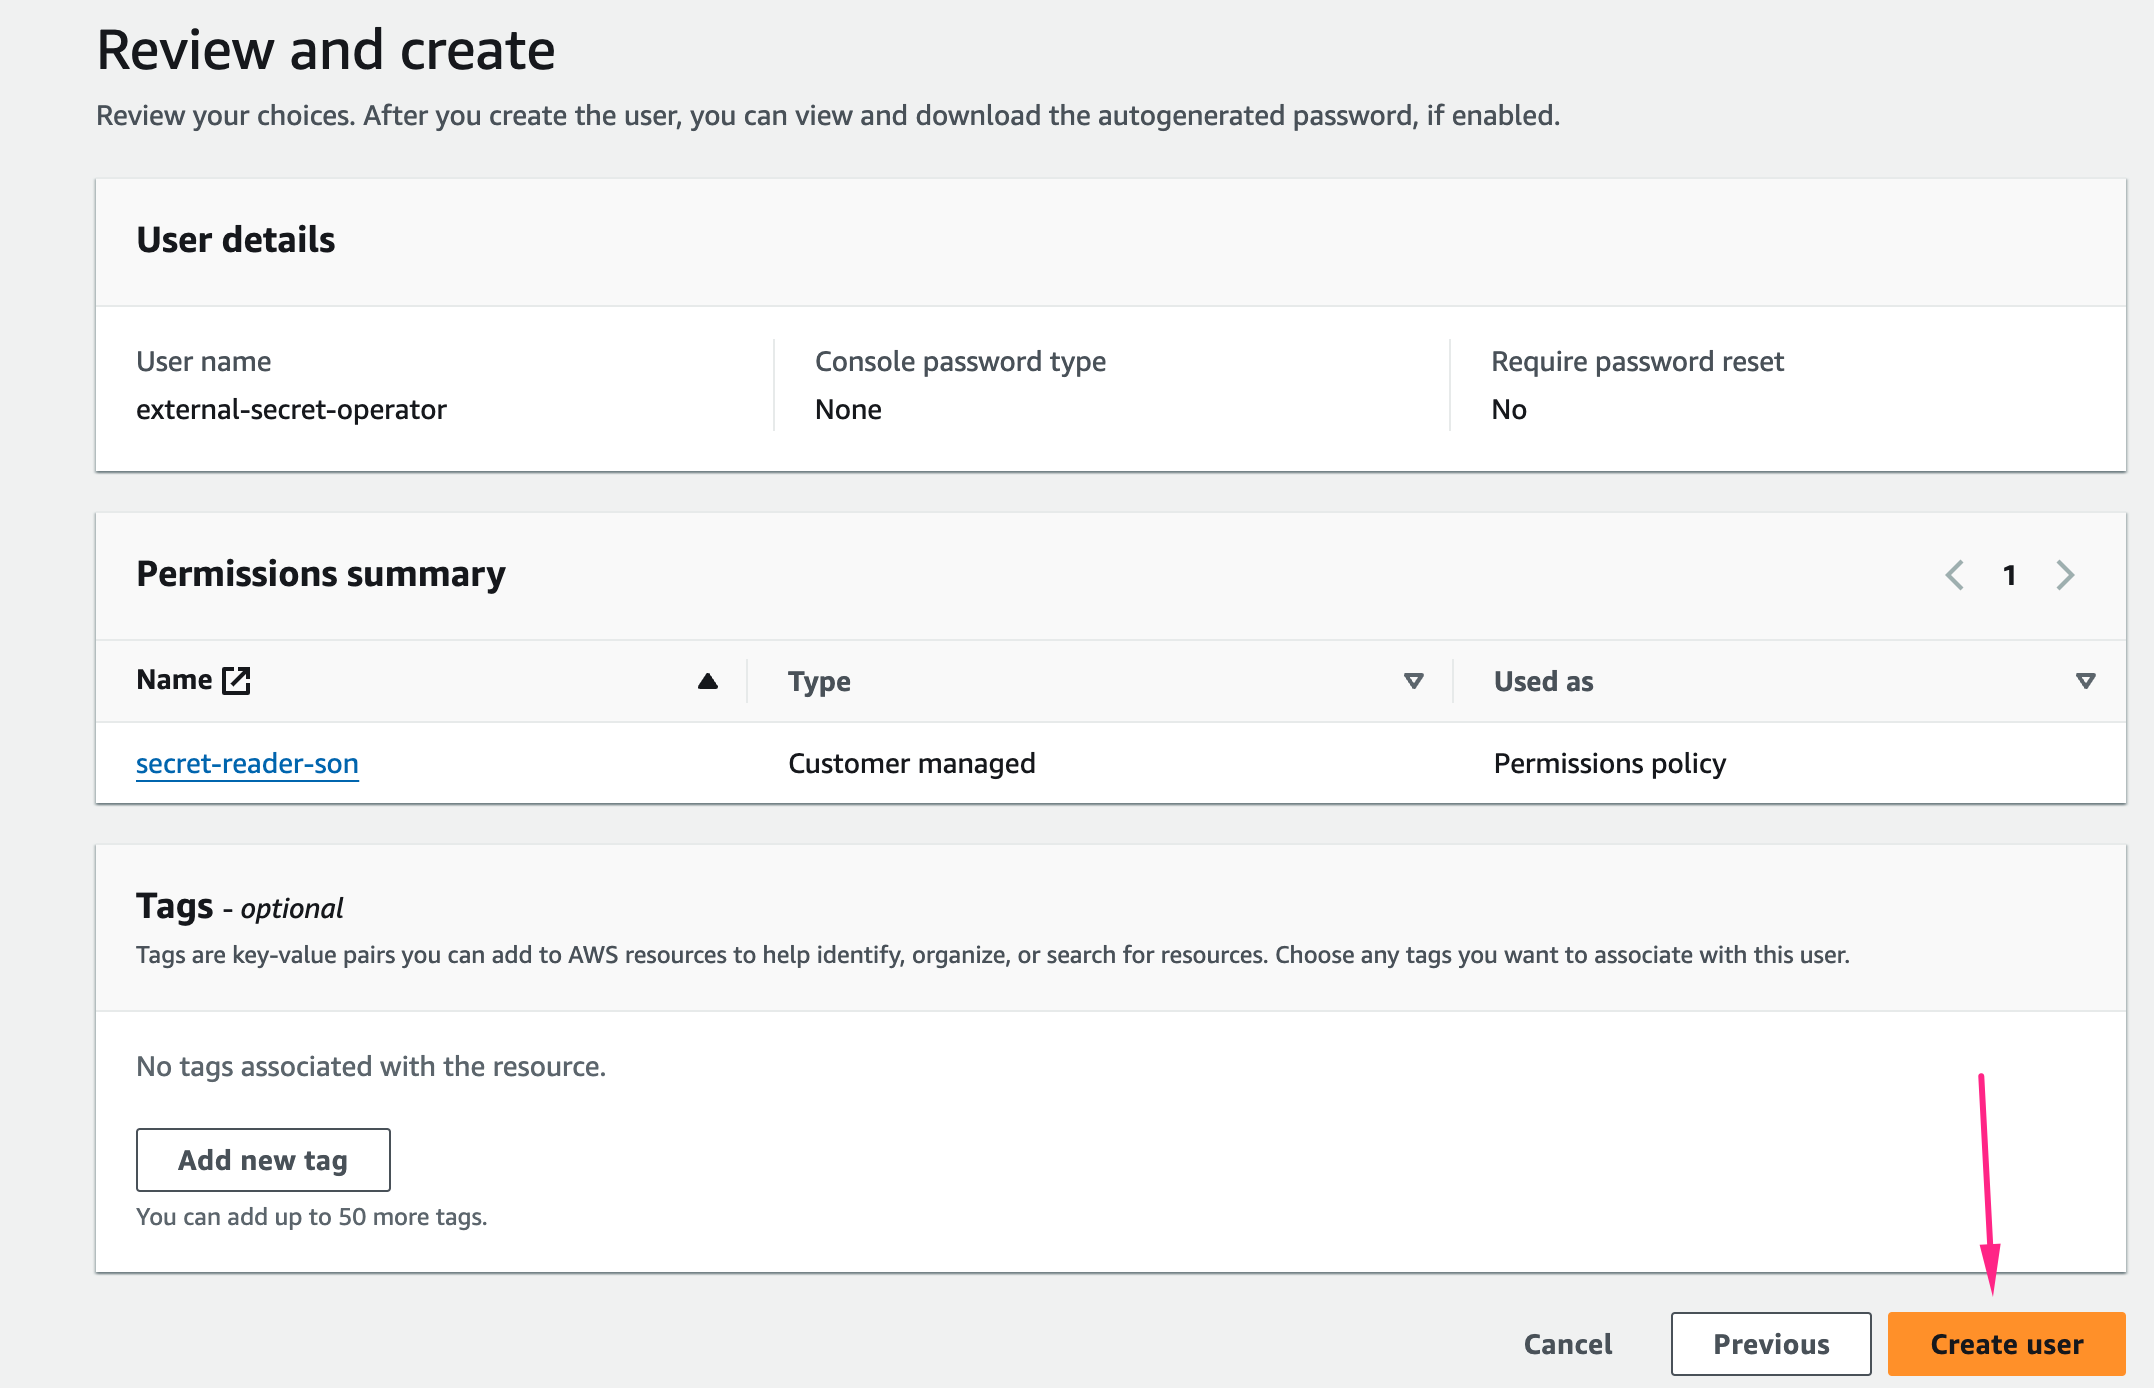 Review and create
Review your choices. After you create the user, you can view and download the autogenerated password, if enabled.
User details
User name
external-secret-operator
Console password type
None
Require password reset
No
Permissions summary
1
Name Type Used as
secret-reader-son Customer managed Permissions policy
Tags - optional
Tags are key-value pairs you can add to AWS resources to help identify, organize, or search for resources. Choose any tags you want to associate with this user.
No tags associated with the resource.
Add new tag
You can add up to 50 more tags.
Cancel Previous Create user